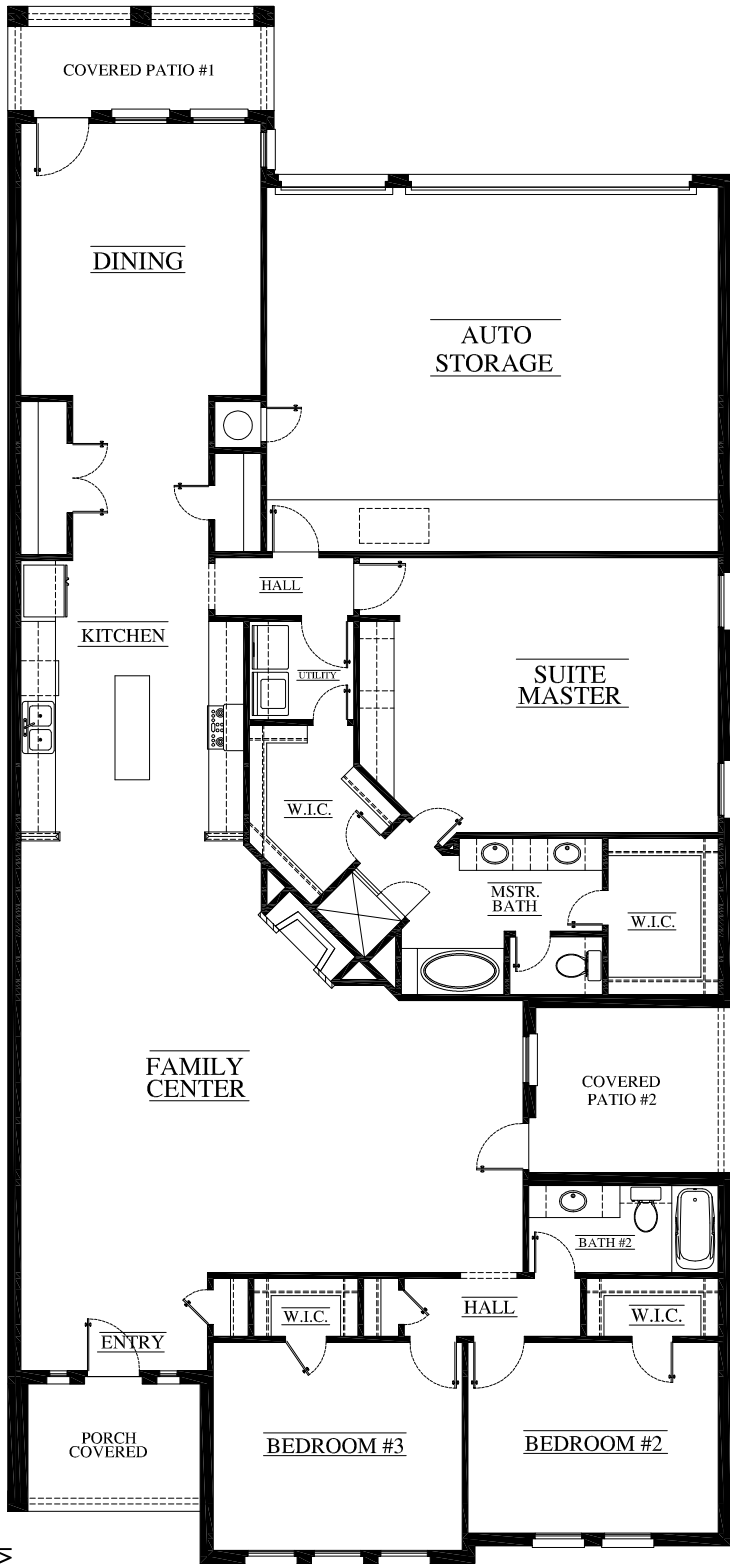 COVERED PATIO #1
DINING
AUTO
STORAGE
HALL
KITCHEN
UTILITY
SUITE
MASTER
W.I.C.
MSTR.
BATH
W.I.C.
FAMILY
CENTER
COVERED
PATIO #2
BATH #2
HALL
W.I.C.
W.I.C.
ENTRY
PORCH
COVERED
BEDROOM #3
BEDROOM #2